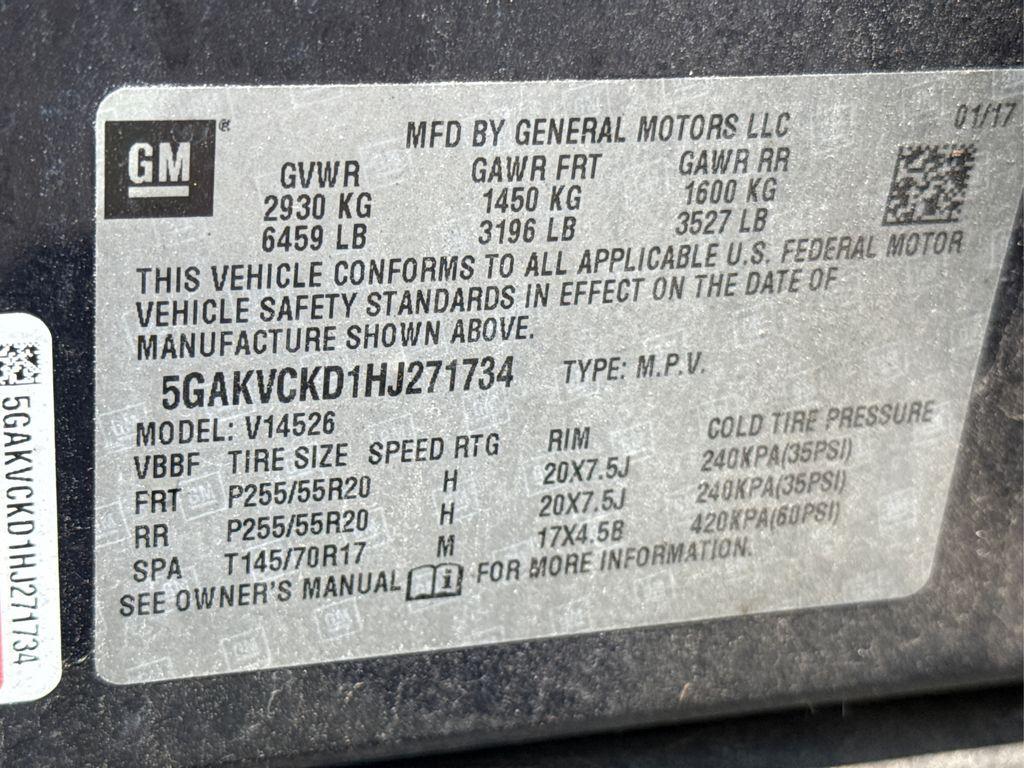 GM®
MFD BY GENERAL MOTORS LLC
01/17
GVWR GAWR FRT GAWR RR
2930 KG 1450 KG 1600 KG
6459 LB 3196 LB 3527 LB
THIS VEHICLE CONFORMS TO ALL APPLICABLE U.S. FEDERAL MOTOR
VEHICLE SAFETY STANDARDS IN EFFECT ON THE DATE OF
MANUFACTURE SHOWN ABOVE.
5GAKVCKD1HJ271734 TYPE: M.P.V.
MODEL: V14526
VBBF TIRE SIZE SPEED RTG RIM COLD TIRE PRESSURE
FRT P255/55R20 H 20X7.5J 240KPA(35PSI)
RR P255/55R20 H 20X7.5J 240KPA(35PSI)
SPA T145/70R17 M 17X4.5B 420KPA(60PSI)
SEE OWNER'S MANUAL i FOR MORE INFORMATION.
5GAKVCKD1HJ271734